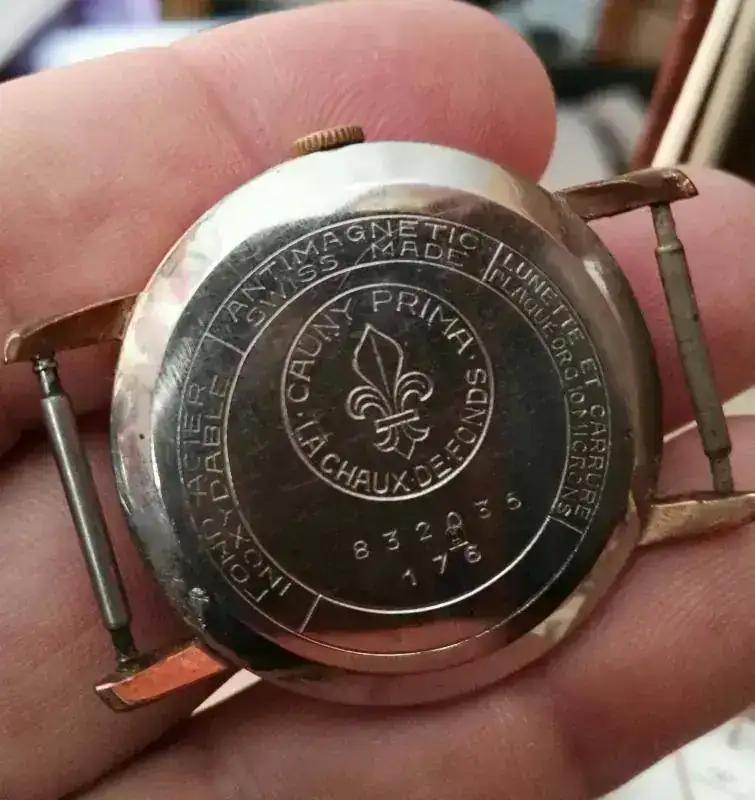 ANTIMAGNETIC
SWISS MADE
LUNETTE ET CARRURE
PLAQUE OR G 10 MICRONS
FOND ACIER
INOXYDABLE
CAUNY PRIMA
LA CHAUX-DE-FONDS
832035
176